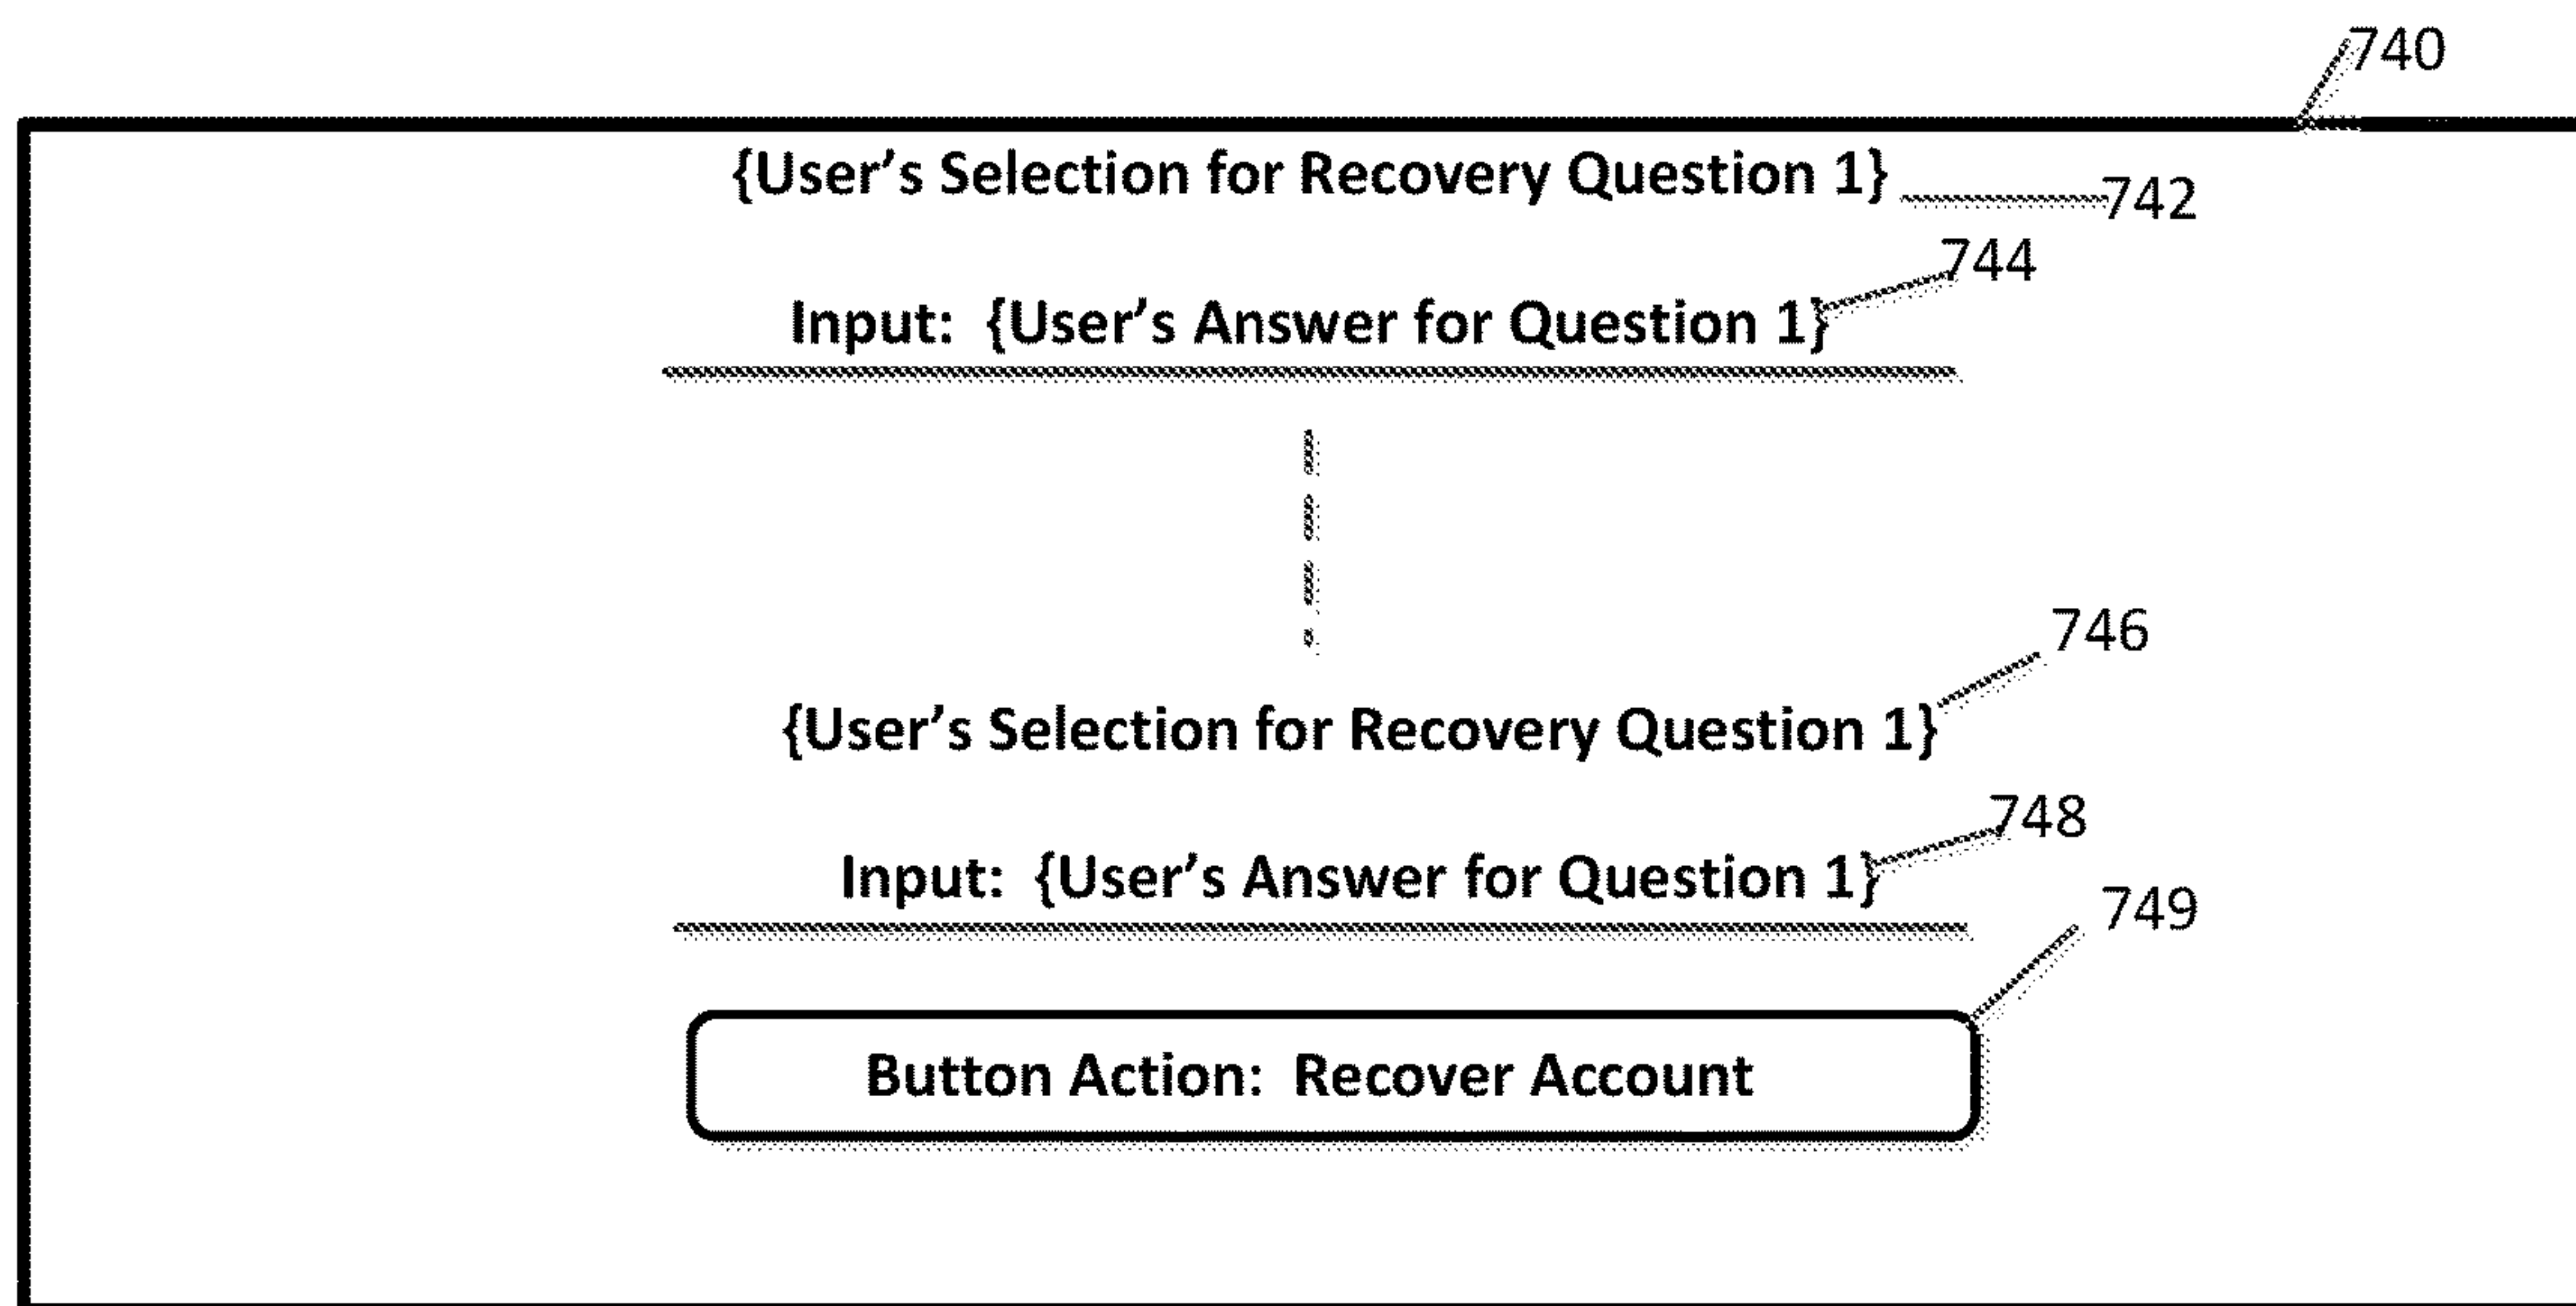 740
{User’s Selection for Recovery Question 1}
742
744
Input: {User’s Answer for Question 1}
746
{User’s Selection for Recovery Question 1}
748
Input: {User’s Answer for Question 1}
749
Button Action: Recover Account